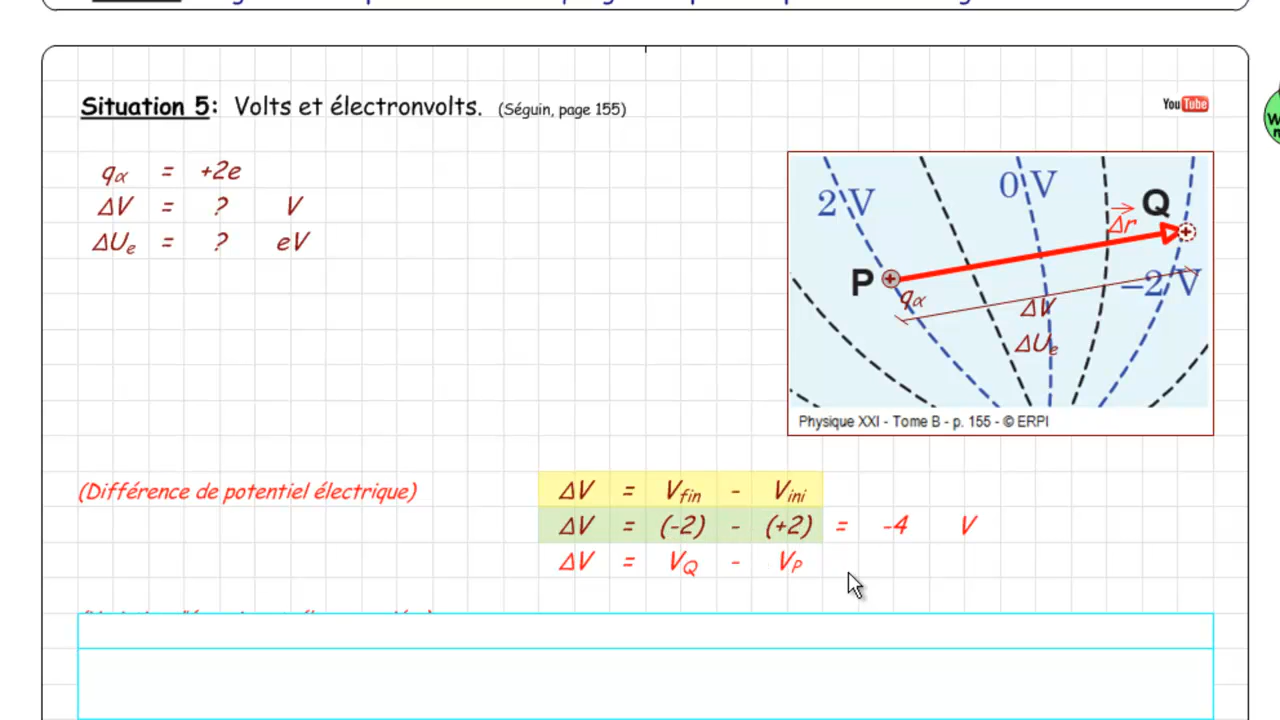 Situation 5: Volts et électronvolts. (Séguin, page 155)
You Tube
qα = +2e
ΔV = ? V
ΔUe = ? eV
2 V
0 V
Q
Δr
P
qα
−2 V
ΔV
ΔUe
Physique XXI - Tome B - p. 155 - © ERPI
(Différence de potentiel électrique)
ΔV = Vfin - Vini
ΔV = (-2) - (+2) = -4 V
ΔV = VQ - VP